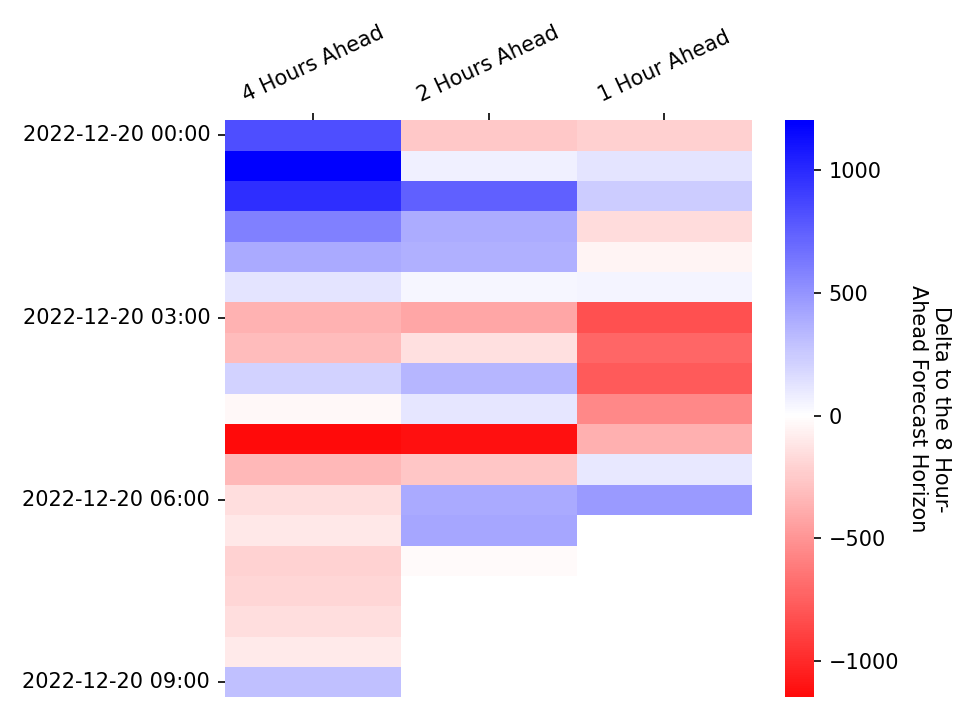 4 Hours Ahead
2 Hours Ahead
1 Hour Ahead
2022-12-20 00:00
2022-12-20 03:00
2022-12-20 06:00
2022-12-20 09:00
1000
500
0
−500
−1000
Delta to the 8 Hour-
Ahead Forecast Horizon